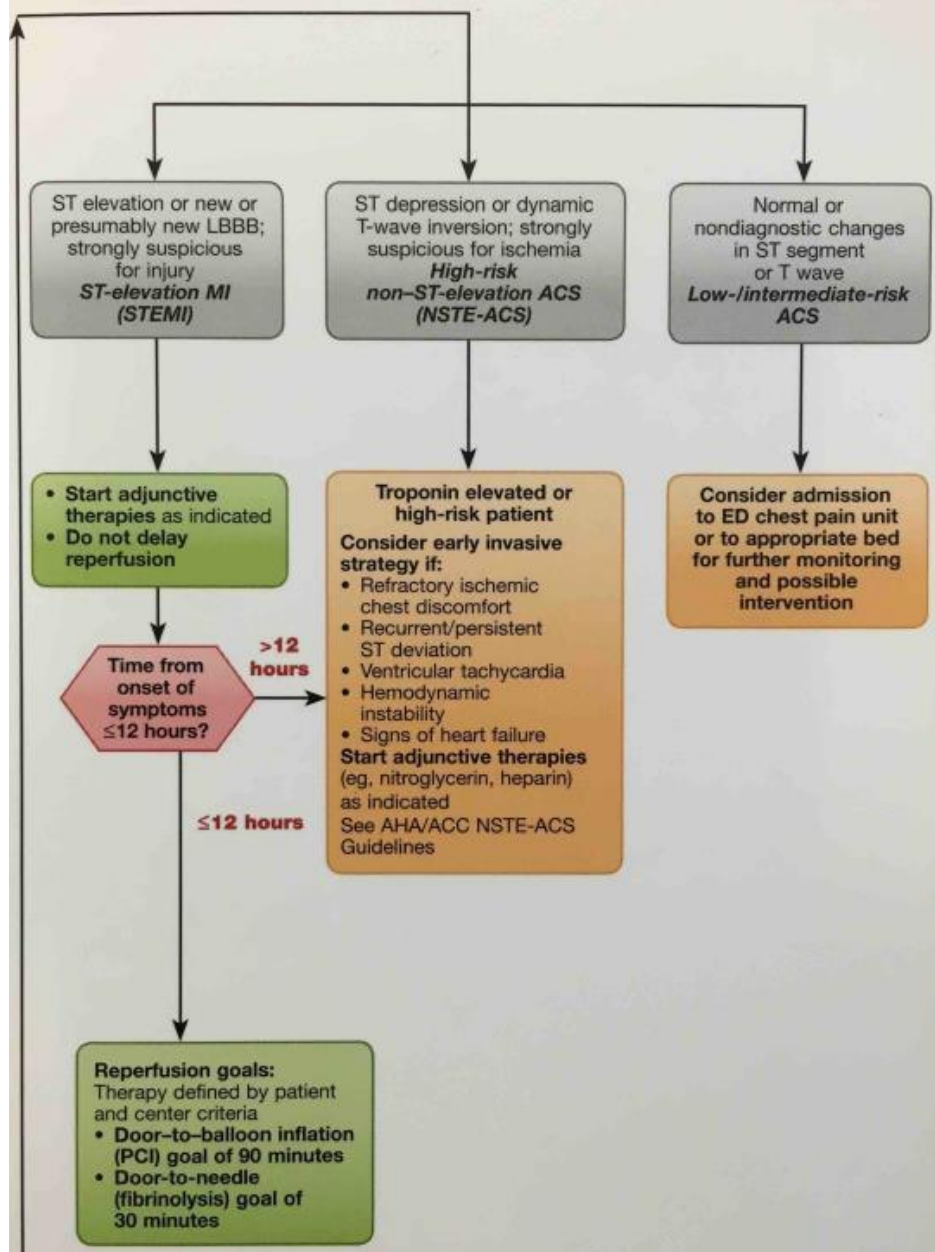 ST elevation or new or
presumably new LBBB;
strongly suspicious
for injury
ST-elevation MI
(STEMI)
ST depression or dynamic
T-wave inversion; strongly
suspicious for ischemia
High-risk
non–ST-elevation ACS
(NSTE-ACS)
Normal or
nondiagnostic changes
in ST segment
or T wave
Low-/intermediate-risk
ACS
• Start adjunctive
therapies as indicated
• Do not delay
reperfusion
Troponin elevated or
high-risk patient
Consider early invasive
strategy if:
• Refractory ischemic
chest discomfort
• Recurrent/persistent
ST deviation
• Ventricular tachycardia
• Hemodynamic
instability
• Signs of heart failure
Start adjunctive therapies
(eg, nitroglycerin, heparin)
as indicated
See AHA/ACC NSTE-ACS
Guidelines
Consider admission
to ED chest pain unit
or to appropriate bed
for further monitoring
and possible
intervention
Time from
onset of
symptoms
≤12 hours?
>12
hours
≤12 hours
Reperfusion goals:
Therapy defined by patient
and center criteria
• Door–to–balloon inflation
(PCI) goal of 90 minutes
• Door-to-needle
(fibrinolysis) goal of
30 minutes